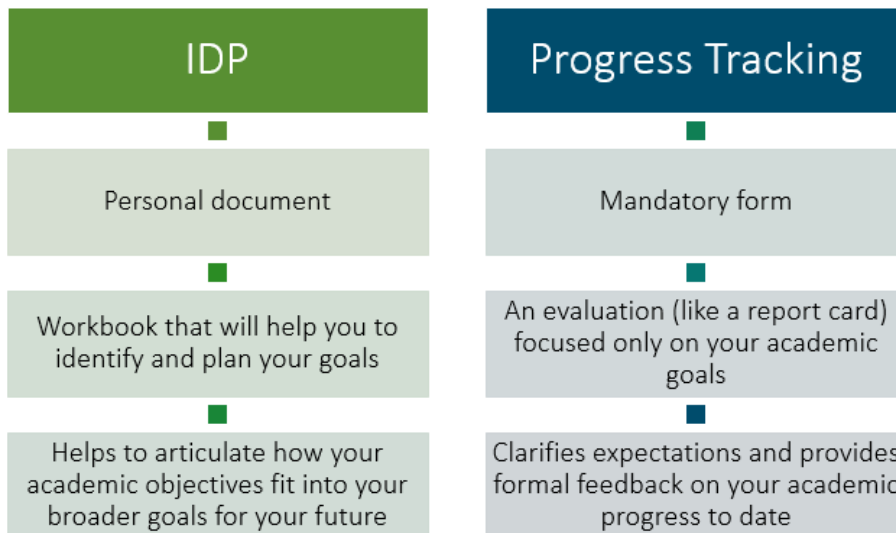 IDP
Personal document
Workbook that will help you to
identify and plan your goals
Helps to articulate how your
academic objectives fit into your
broader goals for your future
Progress Tracking
Mandatory form
An evaluation (like a report card)
focused only on your academic
goals
Clarifies expectations and provides
formal feedback on your academic
progress to date